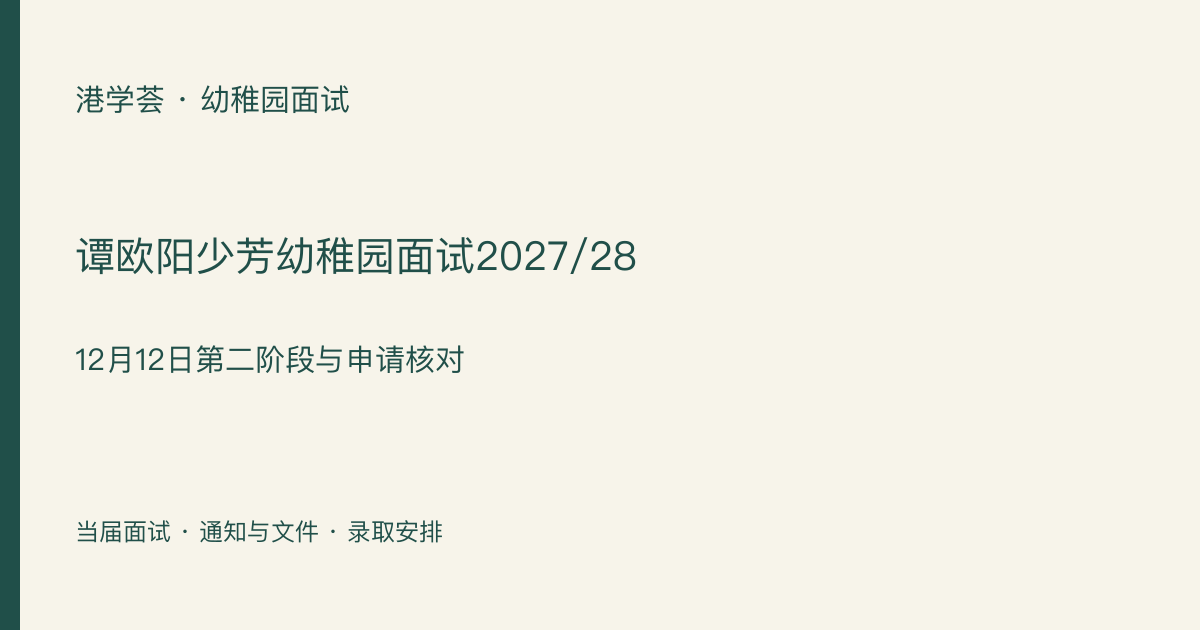 港学荟 · 幼稚园面试
谭欧阳少芳幼稚园面试2027/28
12月12日第二阶段与申请核对
当届面试 · 通知与文件 · 录取安排